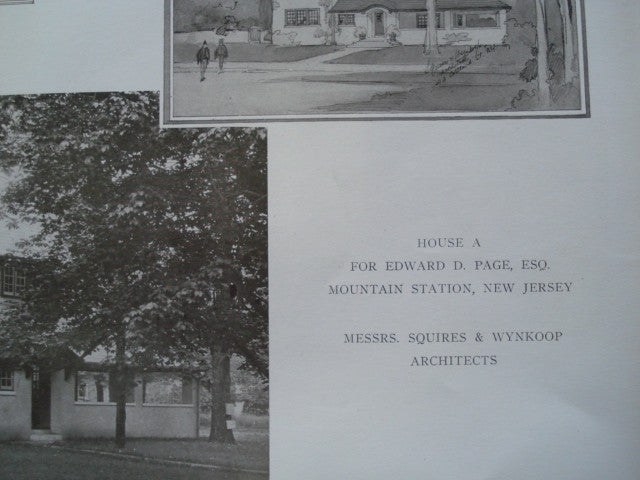 HOUSE A
FOR EDWARD D. PAGE, ESQ.
MOUNTAIN STATION, NEW JERSEY
MESSRS. SQUIRES & WYNKOOP
ARCHITECTS